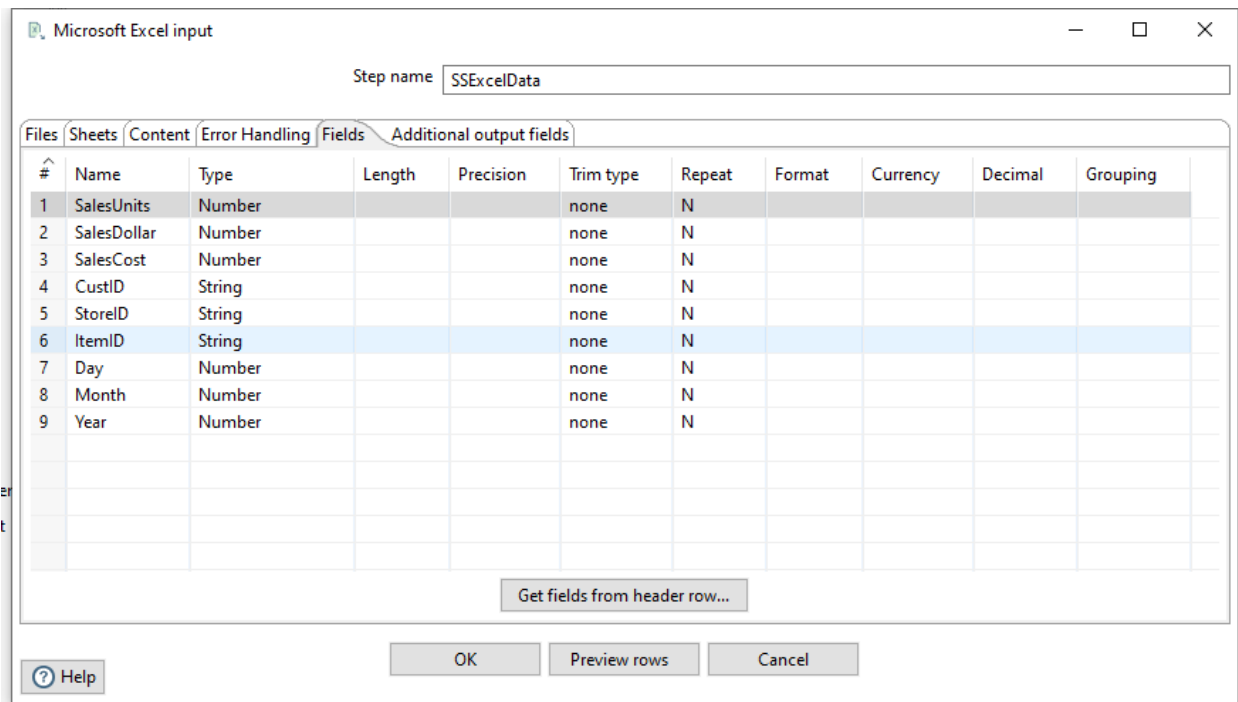 Microsoft Excel input
Step name SSExcelData
Files Sheets Content Error Handling Fields Additional output fields
# Name Type Length Precision Trim type Repeat Format Currency Decimal Grouping
1 SalesUnits Number none N
2 SalesDollar Number none N
3 SalesCost Number none N
4 CustID String none N
5 StoreID String none N
6 ItemID String none N
7 Day Number none N
8 Month Number none N
9 Year Number none N
er
t
Get fields from header row...
OK Preview rows Cancel
? Help